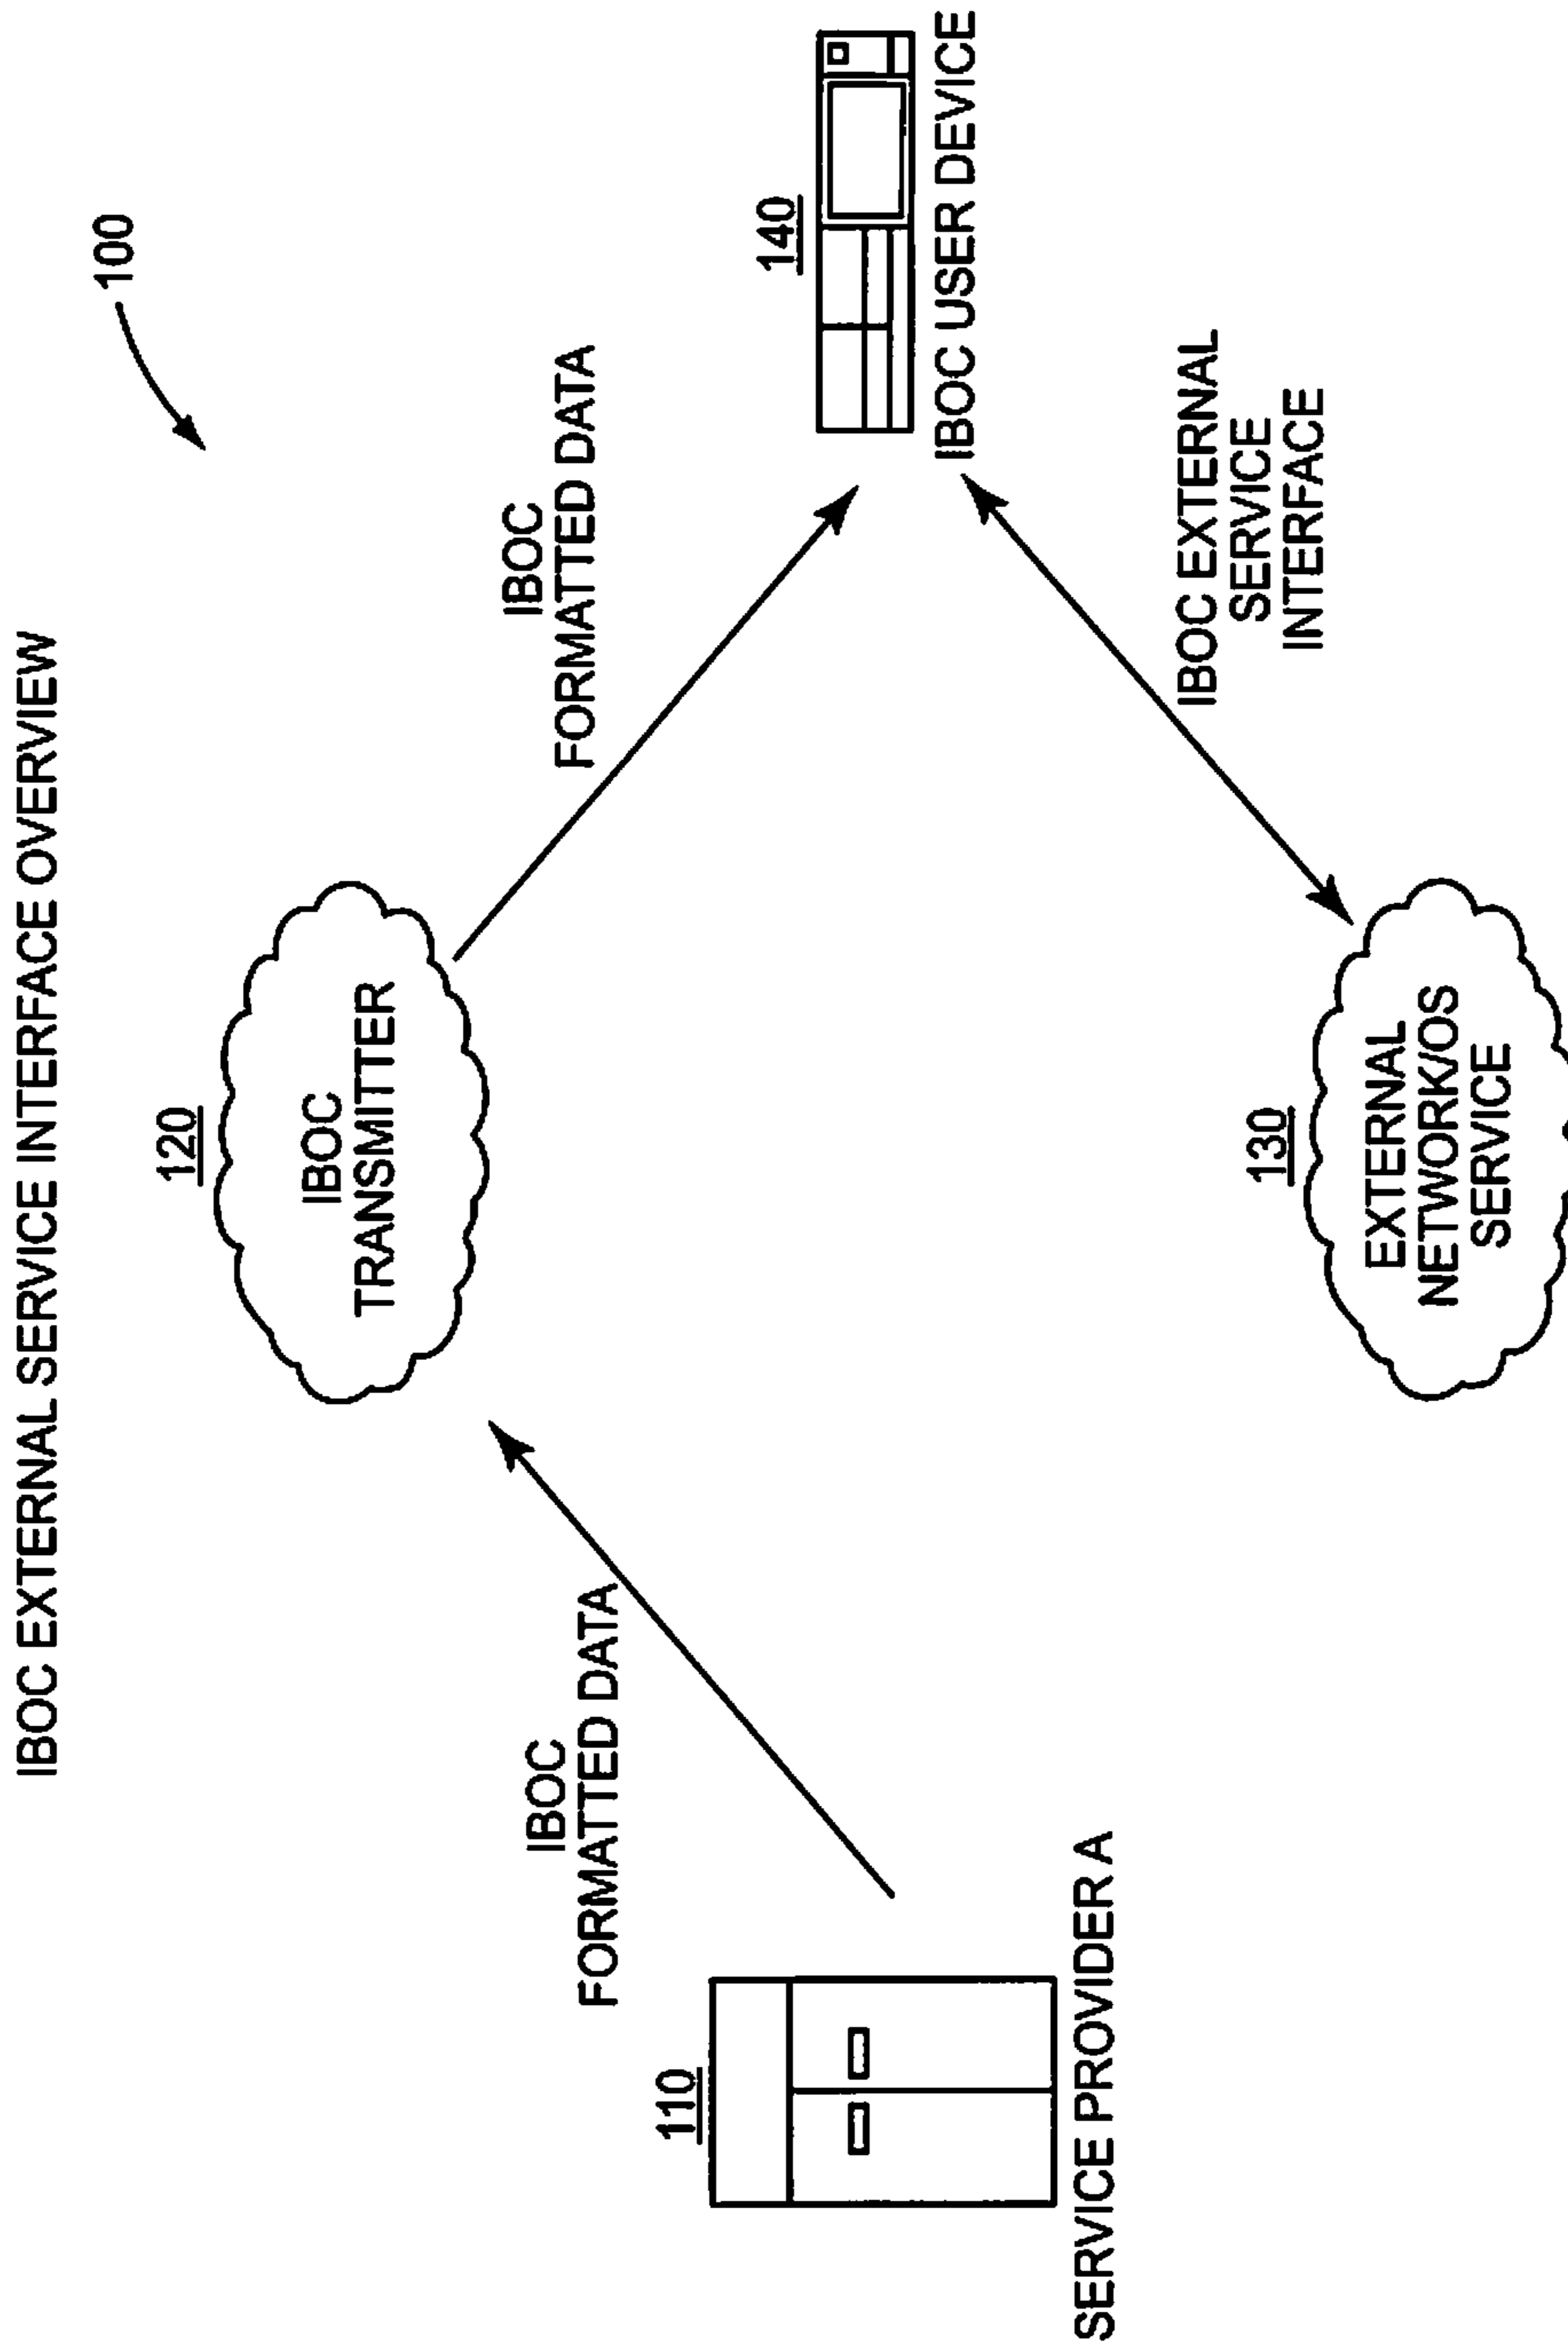 IBOC EXTERNAL SERVICE INTERFACE OVERVIEW
100
120
IBOC
TRANSMITTER
IBOC
FORMATTED DATA
IBOC
FORMATTED DATA
110
SERVICE PROVIDER A
140
IBOC USER DEVICE
IBOC EXTERNAL
SERVICE
INTERFACE
130
EXTERNAL
NETWORK/OS
SERVICE